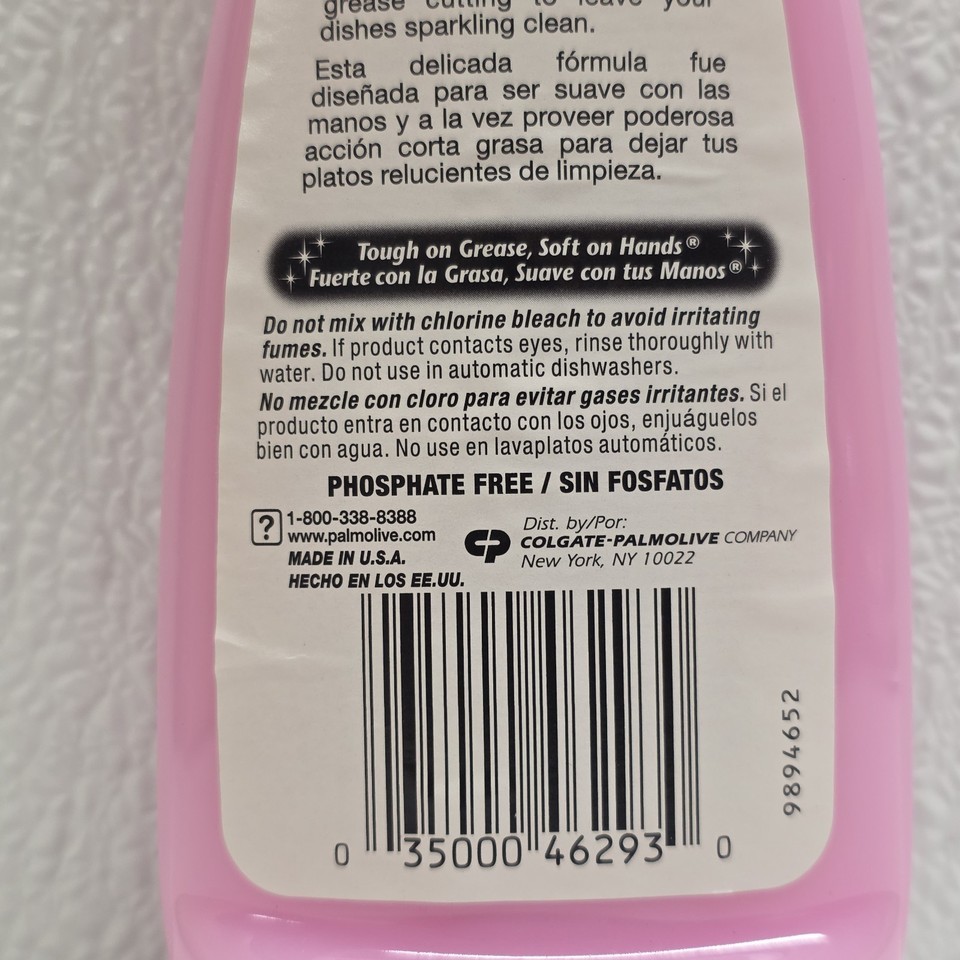 grease cutting to leave your
dishes sparkling clean.
Esta delicada fórmula fue
diseñada para ser suave con las
manos y a la vez proveer poderosa
acción corta grasa para dejar tus
platos relucientes de limpieza.
Tough on Grease, Soft on Hands®
Fuerte con la Grasa, Suave con tus Manos®
Do not mix with chlorine bleach to avoid irritating
fumes. If product contacts eyes, rinse thoroughly with
water. Do not use in automatic dishwashers.
No mezcle con cloro para evitar gases irritantes. Si el
producto entra en contacto con los ojos, enjuáguelos
bien con agua. No use en lavaplatos automáticos.
PHOSPHATE FREE / SIN FOSFATOS
? 1-800-338-8388
www.palmolive.com
MADE IN U.S.A.
HECHO EN LOS EE.UU.
CP
Dist. by/Por:
COLGATE-PALMOLIVE COMPANY
New York, NY 10022
0 35000 46293 0
9894652